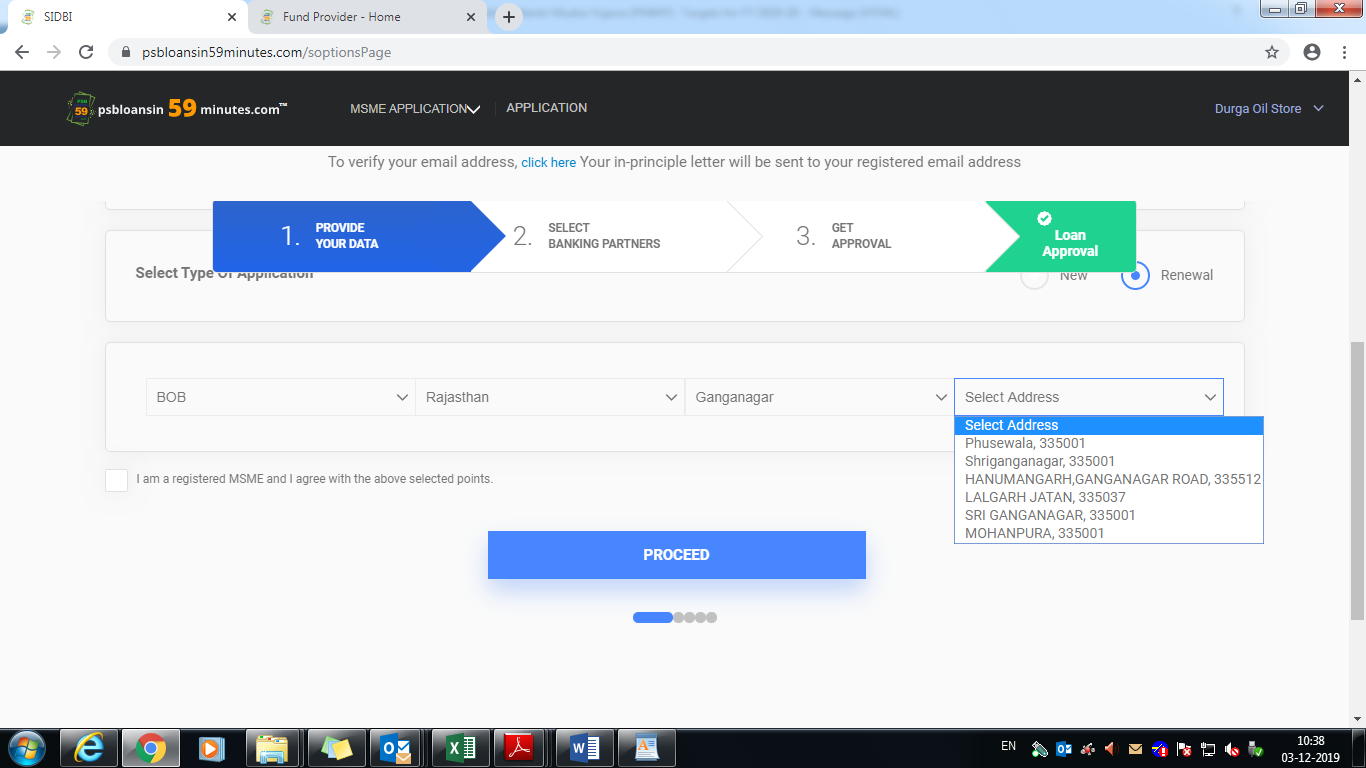 SIDBI
Fund Provider - Home
psbloansin59minutes.com/soptionsPage
psbloansin 59 minutes.com™
MSME APPLICATION
APPLICATION
Durga Oil Store
To verify your email address, click here Your in-principle letter will be sent to your registered email address
1. PROVIDE
YOUR DATA
2. SELECT
BANKING PARTNERS
3. GET
APPROVAL
Loan
Approval
Select Type Of Application
New
Renewal
BOB
Rajasthan
Ganganagar
Select Address
Select Address
Phusewala, 335001
Shriganganagar, 335001
HANUMANGARH,GANGANAGAR ROAD, 335512
LALGARH JATAN, 335037
SRI GANGANAGAR, 335001
MOHANPURA, 335001
I am a registered MSME and I agree with the above selected points.
PROCEED
EN
10:38
03-12-2019